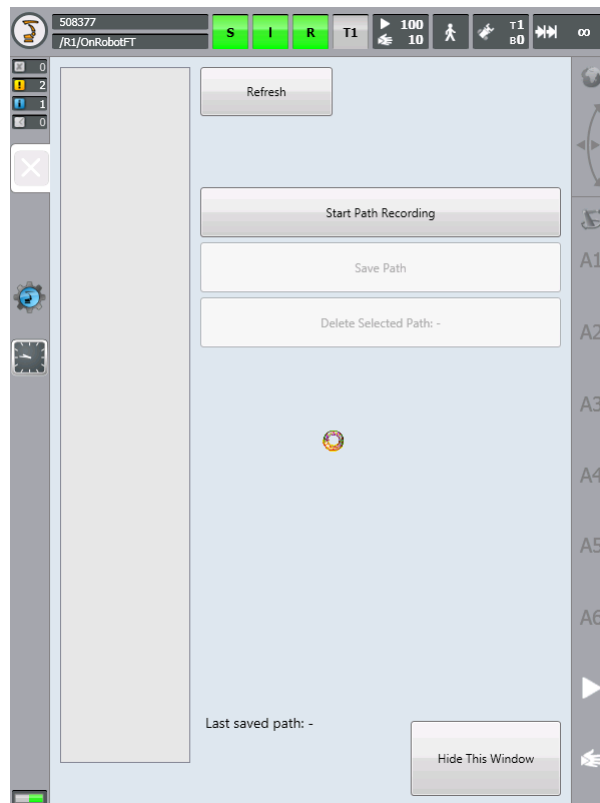 508377
/R1/OnRobotFT
S
I
R
T1
100
10
T1
B0
∞
0
2
1
0
Refresh
Start Path Recording
Save Path
Delete Selected Path: -
A1
A2
A3
A4
A5
A6
Last saved path: -
Hide This Window